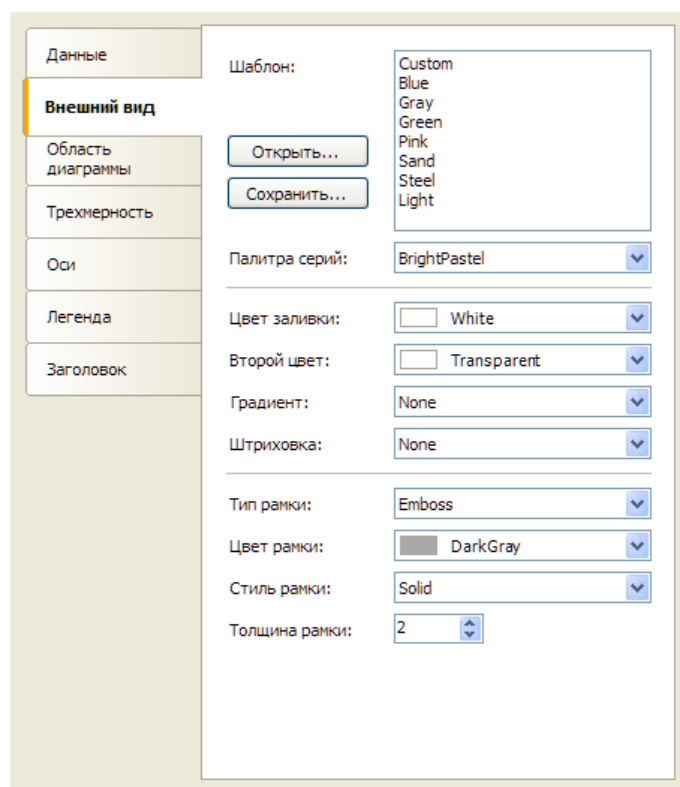 Данные
Внешний вид
Область
диаграммы
Трехмерность
Оси
Легенда
Заголовок
Шаблон:
Custom
Blue
Gray
Green
Pink
Sand
Steel
Light
Открыть...
Сохранить...
Палитра серий:
BrightPastel
Цвет заливки:
White
Второй цвет:
Transparent
Градиент:
None
Штриховка:
None
Тип рамки:
Emboss
Цвет рамки:
DarkGray
Стиль рамки:
Solid
Толщина рамки:
2